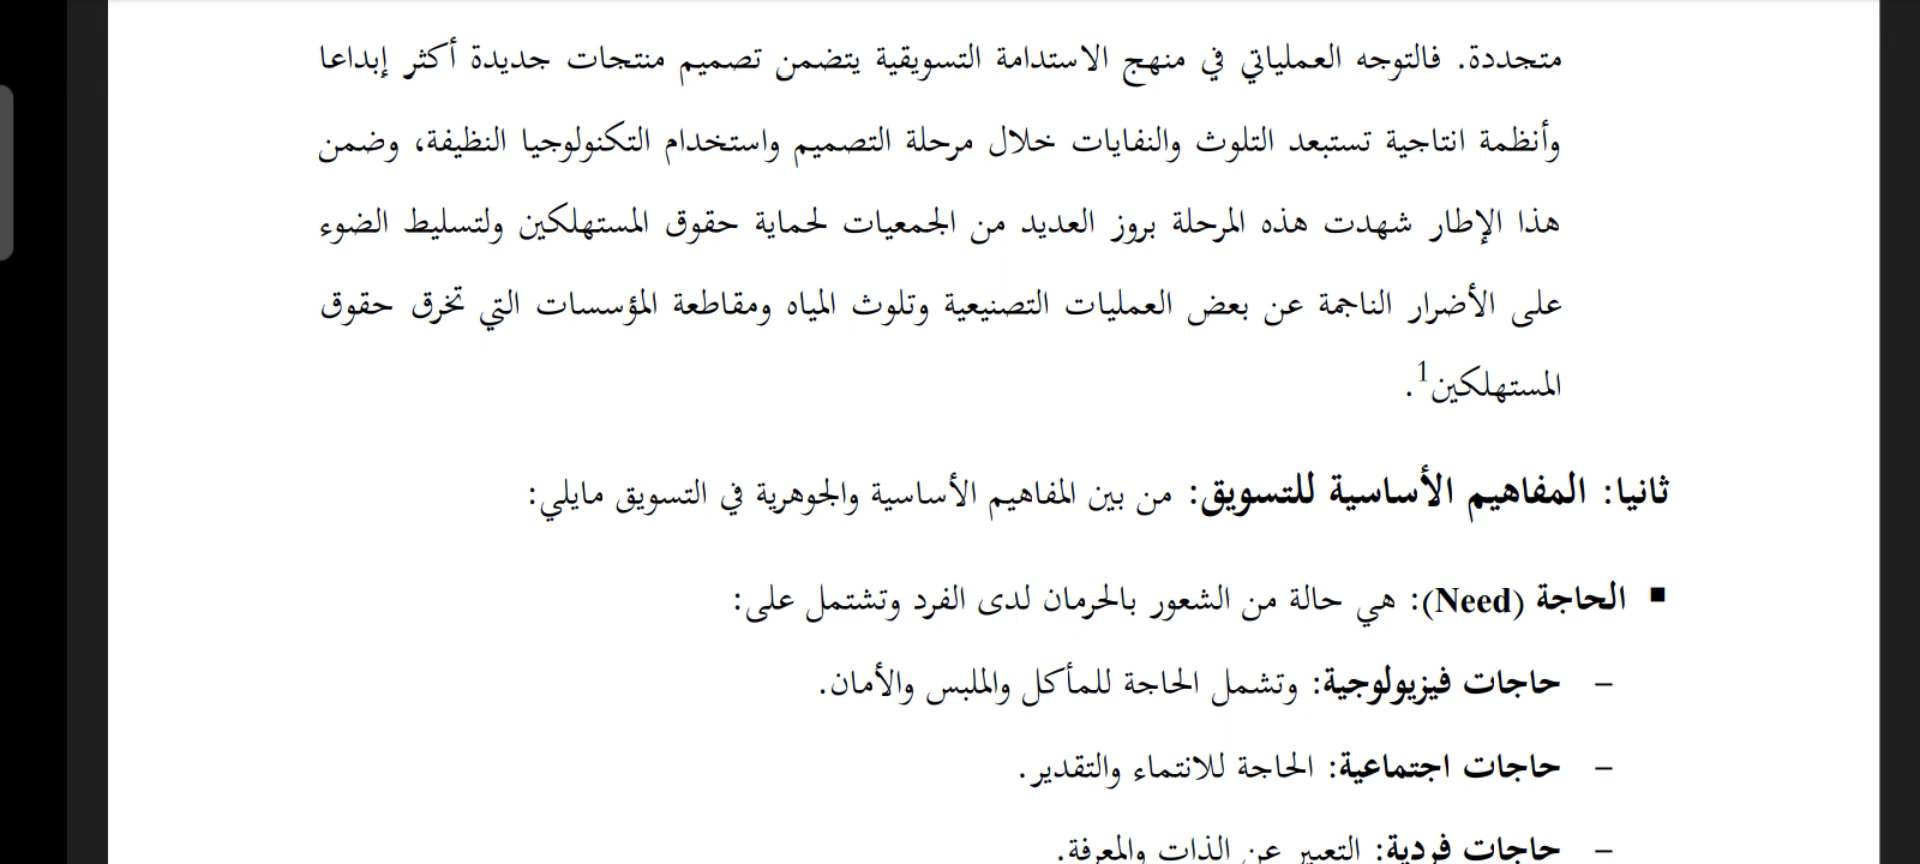 متجددة. فالتوجه العملياتي في منهج الاستدامة التسويقية يتضمن تصميم منتجات جديدة أكثر إبداعا
وأنظمة انتاجية تستبعد التلوث والنفايات خلال مرحلة التصميم واستخدام التكنولوجيا النظيفة، وضمن
هذا الإطار شهدت هذه المرحلة بروز العديد من الجمعيات لحماية حقوق المستهلكين ولتسليط الضوء
على الأضرار الناجمة عن بعض العمليات التصنيعية وتلوث المياه ومقاطعة المؤسسات التي تخرق حقوق
المستهلكين1.
ثانيا: المفاهيم الأساسية للتسويق: من بين المفاهيم الأساسية والجوهرية في التسويق مايلي:
▪ الحاجة (Need): هي حالة من الشعور بالحرمان لدى الفرد وتشتمل على:
– حاجات فيزيولوجية: وتشمل الحاجة للمأكل والملبس والأمان.
– حاجات اجتماعية: الحاجة للانتماء والتقدير.
– حاجات فردية: التعبير عن الذات والمعرفة.